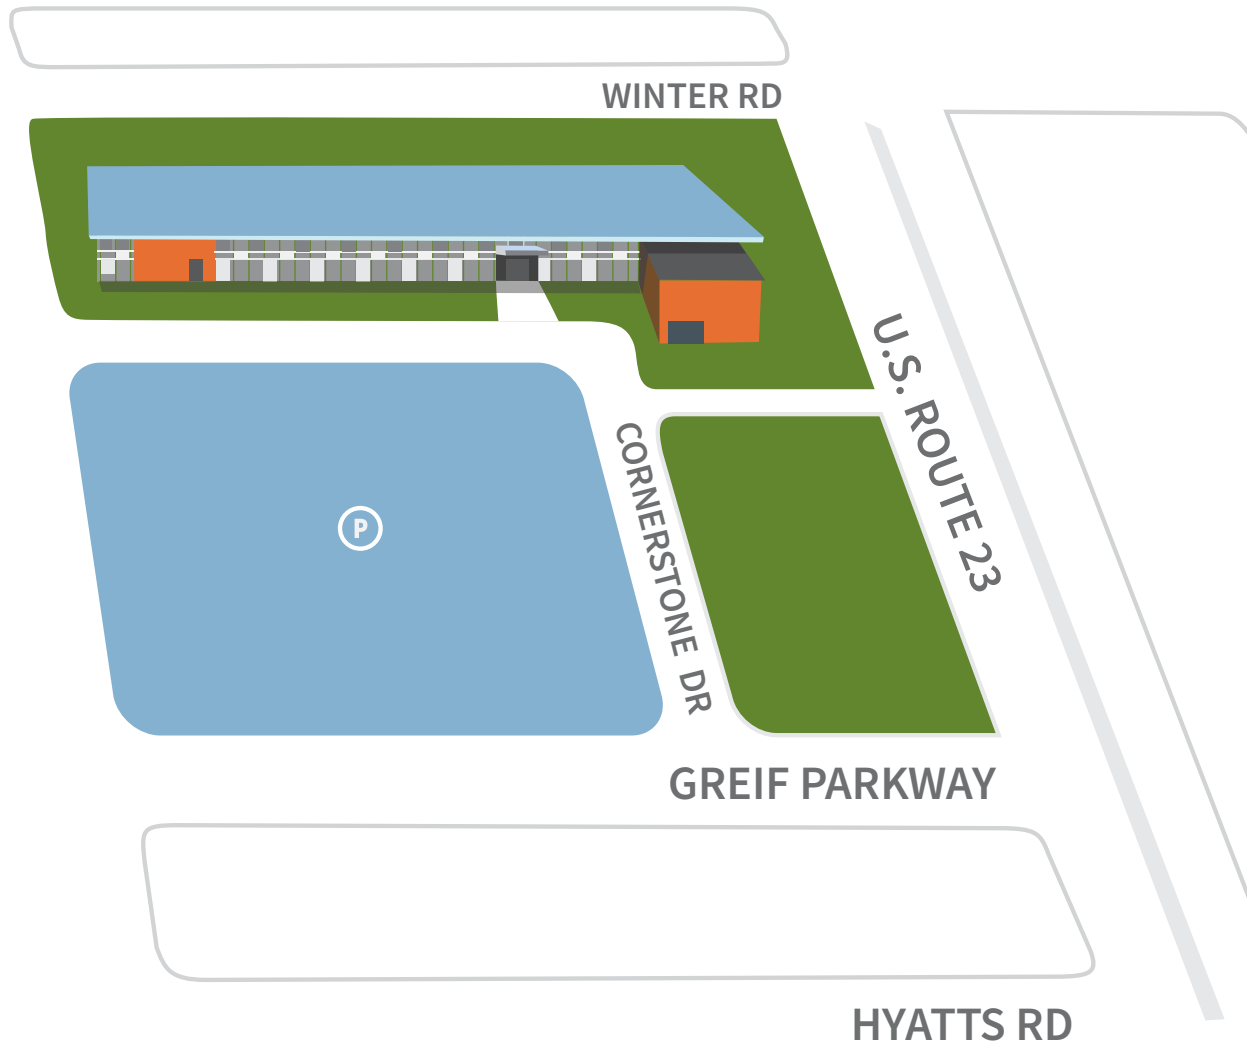 WINTER RD
U.S. ROUTE 23
CORNERSTONE DR
P
GREIF PARKWAY
HYATTS RD